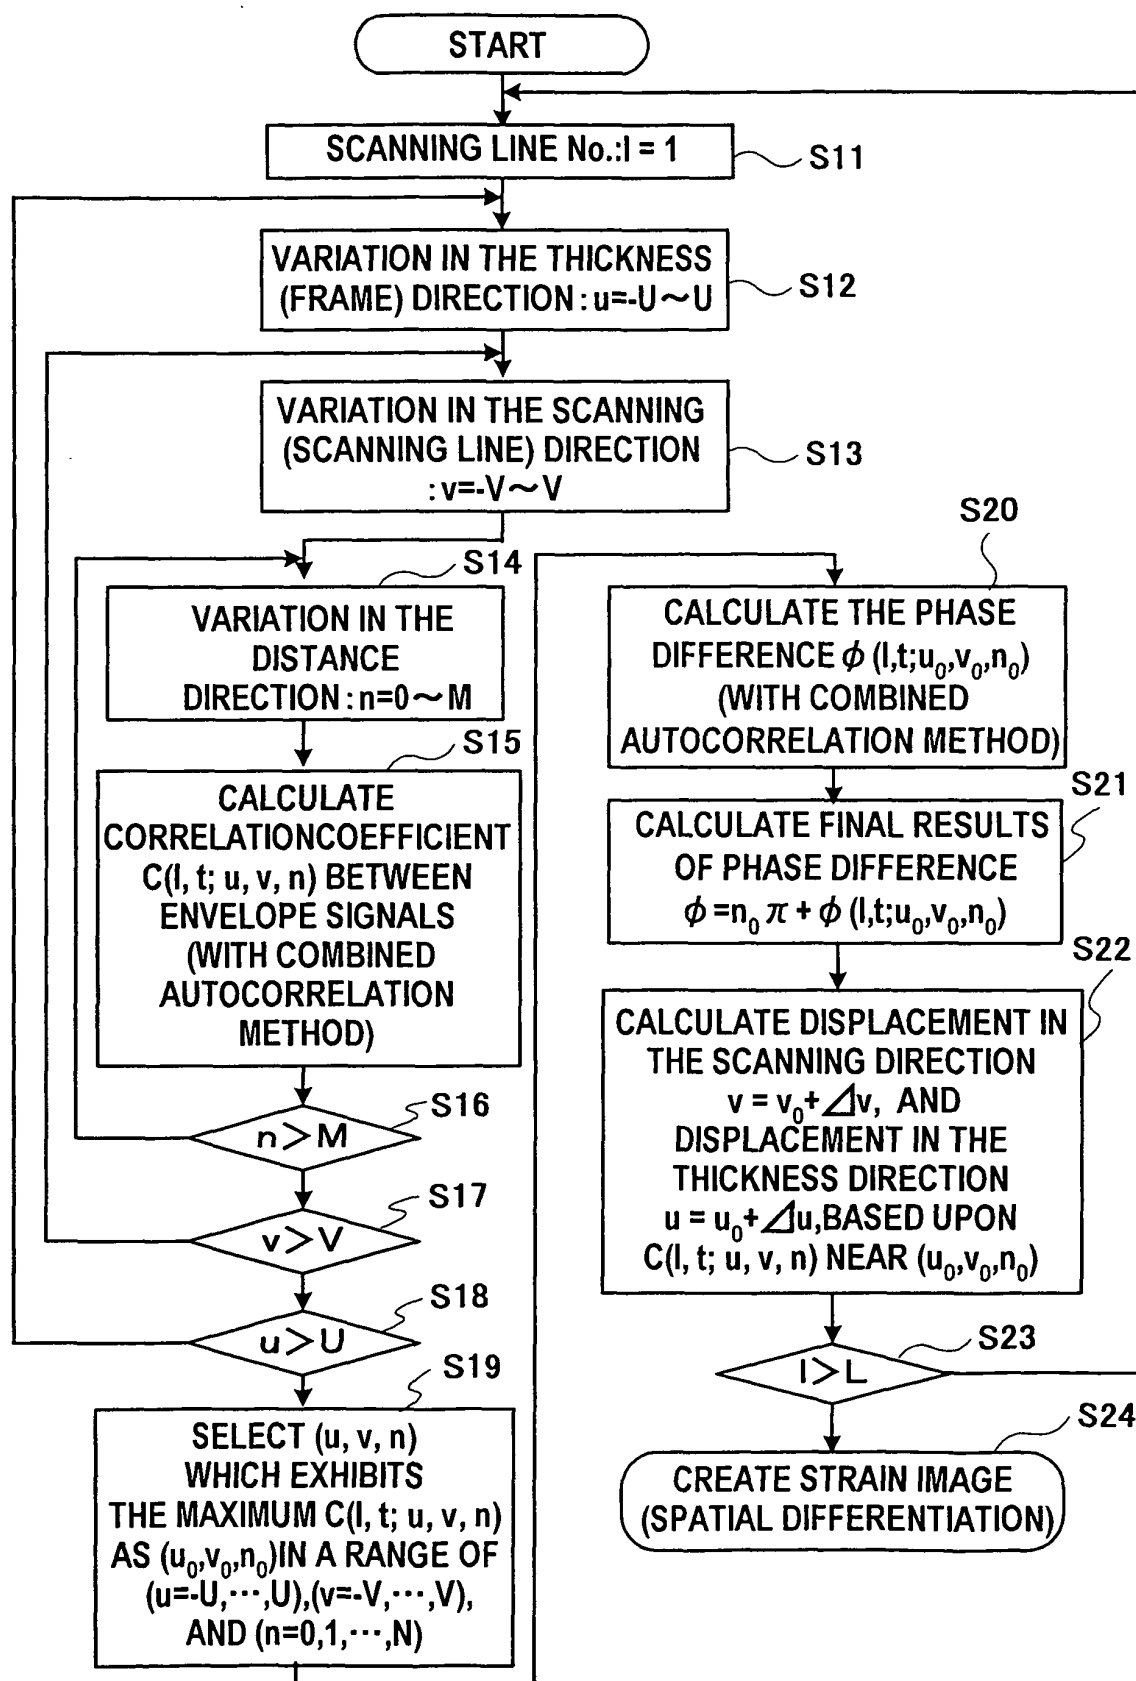 START
SCANNING LINE No.:l = 1
S11
VARIATION IN THE THICKNESS
(FRAME) DIRECTION : u=-U～U
S12
VARIATION IN THE SCANNING
(SCANNING LINE) DIRECTION
: v=-V～V
S13
S14
VARIATION IN THE
DISTANCE
DIRECTION : n=0～M
S15
CALCULATE
CORRELATIONCOEFFICIENT
C(l, t; u, v, n) BETWEEN
ENVELOPE SIGNALS
(WITH COMBINED
AUTOCORRELATION
METHOD)
S16
n＞M
S17
v＞V
S18
u＞U
S19
SELECT (u, v, n)
WHICH EXHIBITS
THE MAXIMUM C(l, t; u, v, n)
AS (u₀,v₀,n₀)IN A RANGE OF
(u=-U,⋯,U),(v=-V,⋯,V),
AND (n=0,1,⋯,N)
S20
CALCULATE THE PHASE
DIFFERENCE ϕ (l,t;u₀,v₀,n₀)
(WITH COMBINED
AUTOCORRELATION METHOD)
S21
CALCULATE FINAL RESULTS
OF PHASE DIFFERENCE
ϕ =n₀ π + ϕ (l,t;u₀,v₀,n₀)
S22
CALCULATE DISPLACEMENT IN
THE SCANNING DIRECTION
v = v₀+⊿v, AND
DISPLACEMENT IN THE
THICKNESS DIRECTION
u = u₀+⊿u,BASED UPON
C(l, t; u, v, n) NEAR (u₀,v₀,n₀)
S23
l＞L
S24
CREATE STRAIN IMAGE
(SPATIAL DIFFERENTIATION)